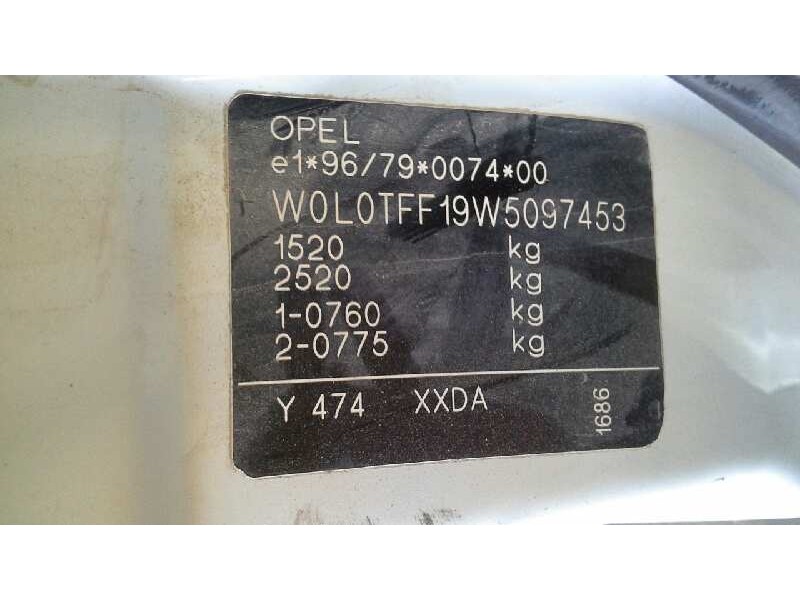 OPEL
e1*96/79*0074*00
W0L0TFF19W5097453
1520 kg
2520 kg
1-0760 kg
2-0775 kg
Y 474 XXDA
1686